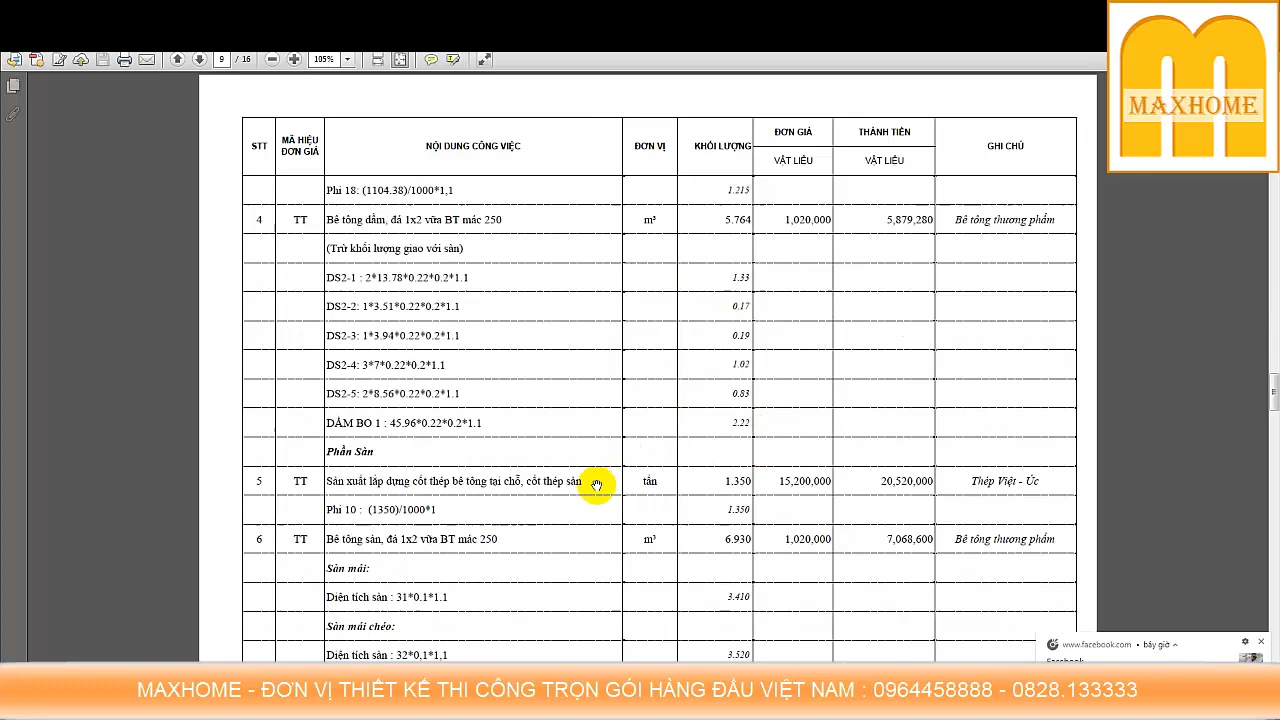 MAXHOME
9 / 16 105%
STT MÃ HIỆU ĐƠN GIÁ NỘI DUNG CÔNG VIỆC ĐƠN VỊ KHỐI LƯỢNG ĐƠN GIÁ THÀNH TIỀN GHI CHÚ
VẬT LIỆU VẬT LIỆU
Phi 18: (1104.38)/1000*1,1 1.215
4 TT Bê tông dầm, đá 1x2 vữa BT mác 250 m³ 5.764 1,020,000 5,879,280 Bê tông thương phẩm
(Trừ khối lượng giao với sàn)
DS2-1 : 2*13.78*0.22*0.2*1.1 1.33
DS2-2: 1*3.51*0.22*0.2*1.1 0.17
DS2-3: 1*3.94*0.22*0.2*1.1 0.19
DS2-4: 3*7*0.22*0.2*1.1 1.02
DS2-5: 2*8.56*0.22*0.2*1.1 0.83
DẦM BO 1 : 45.96*0.22*0.2*1.1 2.22
Phần Sàn
5 TT Sản xuất lắp dựng cốt thép bê tông tại chỗ, cốt thép sàn tấn 1.350 15,200,000 20,520,000 Thép Việt - Úc
Phi 10 : (1350)/1000*1 1.350
6 TT Bê tông sàn, đá 1x2 vữa BT mác 250 m³ 6.930 1,020,000 7,068,600 Bê tông thương phẩm
Sàn mái:
Diện tích sàn : 31*0.1*1.1 3.410
Sàn mái chéo:
Diện tích sàn : 32*0.1*1,1 3.520
www.facebook.com • bây giờ
Facebook
MAXHOME - ĐƠN VỊ THIẾT KẾ THI CÔNG TRỌN GÓI HÀNG ĐẦU VIỆT NAM : 0964458888 - 0828.133333